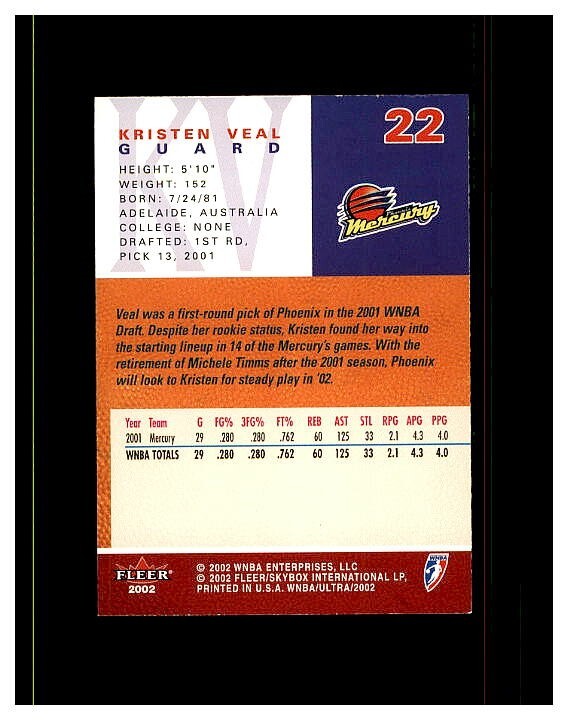 KV
KRISTEN VEAL
GUARD
HEIGHT: 5'10"
WEIGHT: 152
BORN: 7/24/81
ADELAIDE, AUSTRALIA
COLLEGE: NONE
DRAFTED: 1ST RD,
PICK 13, 2001
22
Phoenix
Mercury
Veal was a first-round pick of Phoenix in the 2001 WNBA
Draft. Despite her rookie status, Kristen found her way into
the starting lineup in 14 of the Mercury's games. With the
retirement of Michele Timms after the 2001 season, Phoenix
will look to Kristen for steady play in '02.
Year Team G FG% 3FG% FT% REB AST STL RPG APG PPG
2001 Mercury 29 .280 .280 .762 60 125 33 2.1 4.3 4.0
WNBA TOTALS 29 .280 .280 .762 60 125 33 2.1 4.3 4.0
FLEER
2002
© 2002 WNBA ENTERPRISES, LLC
© 2002 FLEER/SKYBOX INTERNATIONAL LP,
PRINTED IN U.S.A. WNBA/ULTRA/2002
WNBA